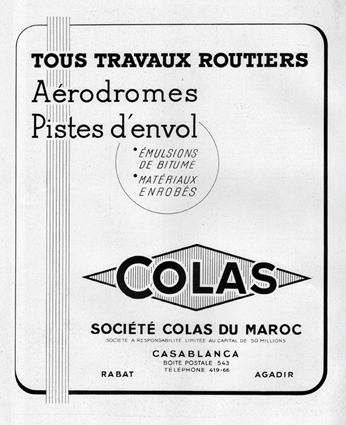 TOUS TRAVAUX ROUTIERS
Aérodromes
Pistes d'envol
• ÉMULSIONS
DE BITUME
• MATÉRIAUX
ENROBÉS
COLAS
SOCIÉTÉ COLAS DU MAROC
SOCIÉTÉ A RESPONSABILITÉ LIMITÉE AU CAPITAL DE 50 MILLIONS
CASABLANCA
BOITE POSTALE 543
TÉLÉPHONE 419-66
RABAT AGADIR